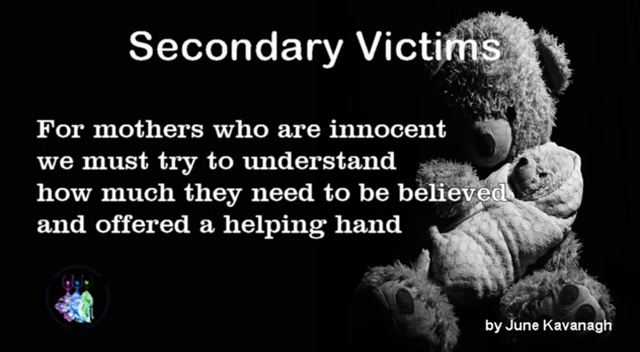 Secondary Victims
For mothers who are innocent
we must try to understand
how much they need to be believed
and offered a helping hand
by June Kavanagh